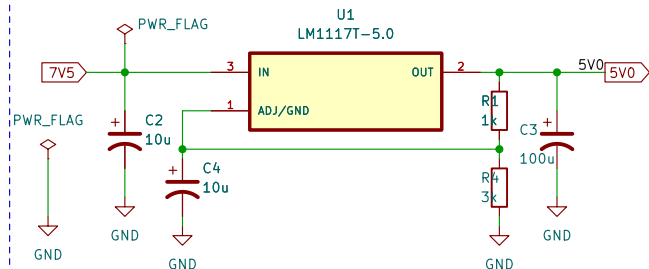 U1
PWR_FLAG
LM1117T-5.0
7V5
3
IN
OUT
2
5V0
5V0
1
ADJ/GND
R1
1k
PWR_FLAG
C2
10u
C3
100u
C4
10u
R4
3k
GND
GND
GND
GND
GND